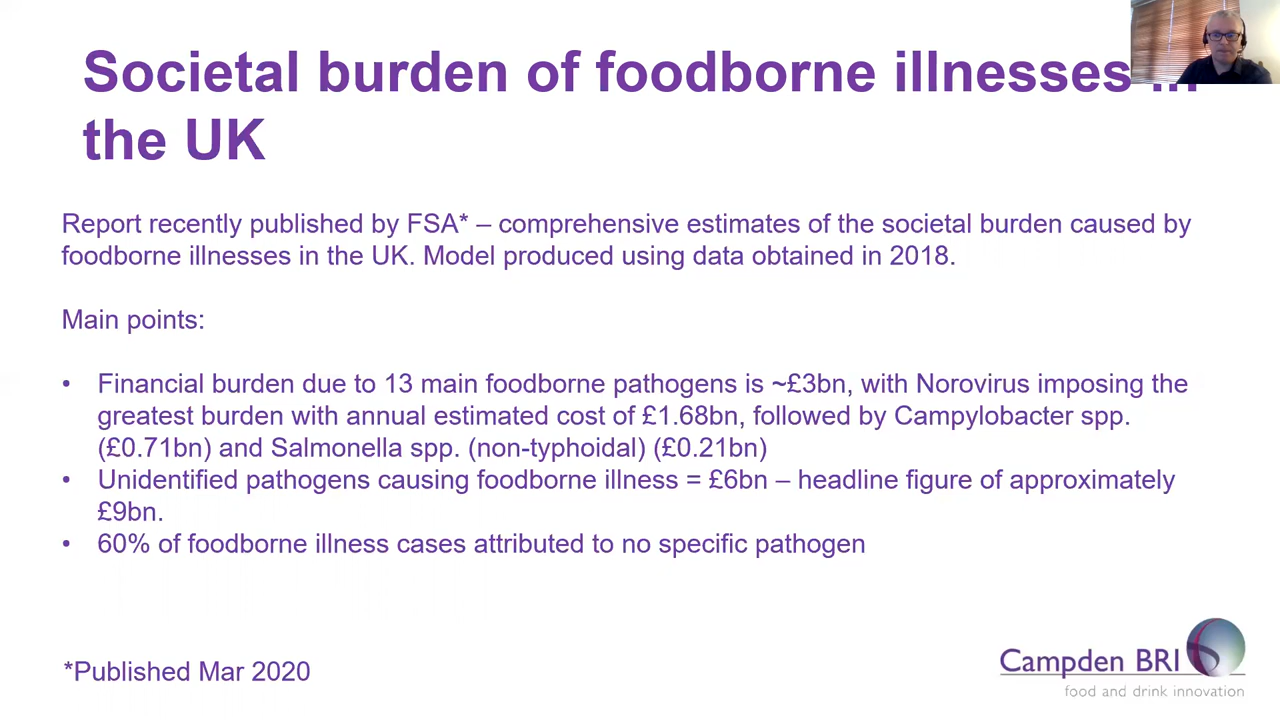 Societal burden of foodborne illnesses in
the UK
Report recently published by FSA* – comprehensive estimates of the societal burden caused by
foodborne illnesses in the UK. Model produced using data obtained in 2018.
Main points:
• Financial burden due to 13 main foodborne pathogens is ~£3bn, with Norovirus imposing the
greatest burden with annual estimated cost of £1.68bn, followed by Campylobacter spp.
(£0.71bn) and Salmonella spp. (non-typhoidal) (£0.21bn)
• Unidentified pathogens causing foodborne illness = £6bn – headline figure of approximately
£9bn.
• 60% of foodborne illness cases attributed to no specific pathogen
*Published Mar 2020
Campden BRI
food and drink innovation